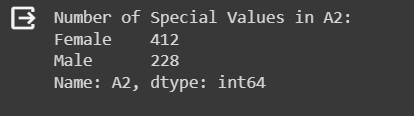 Number of Special Values in A2:
Female    412
Male      228
Name: A2, dtype: int64